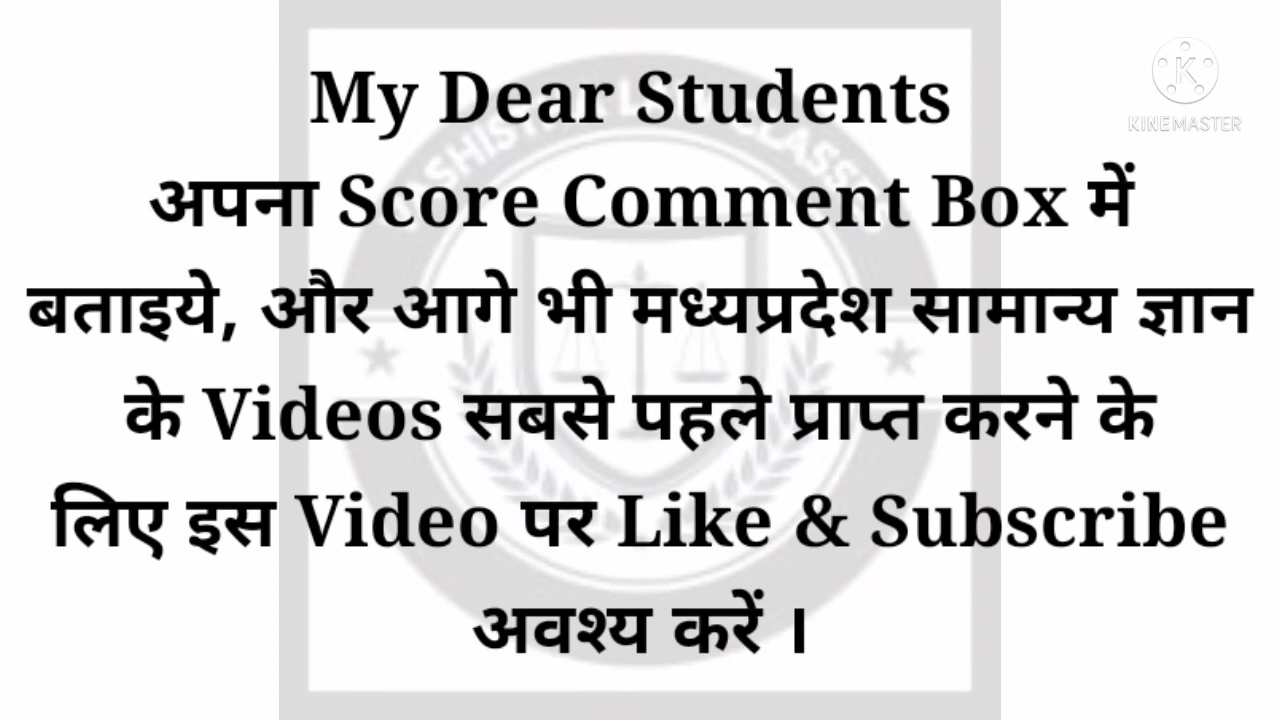 My Dear Students
अपना Score Comment Box में
बताइये, और आगे भी मध्यप्रदेश सामान्य ज्ञान
के Videos सबसे पहले प्राप्त करने के
लिए इस Video पर Like & Subscribe
अवश्य करें ।
K
KINEMASTER